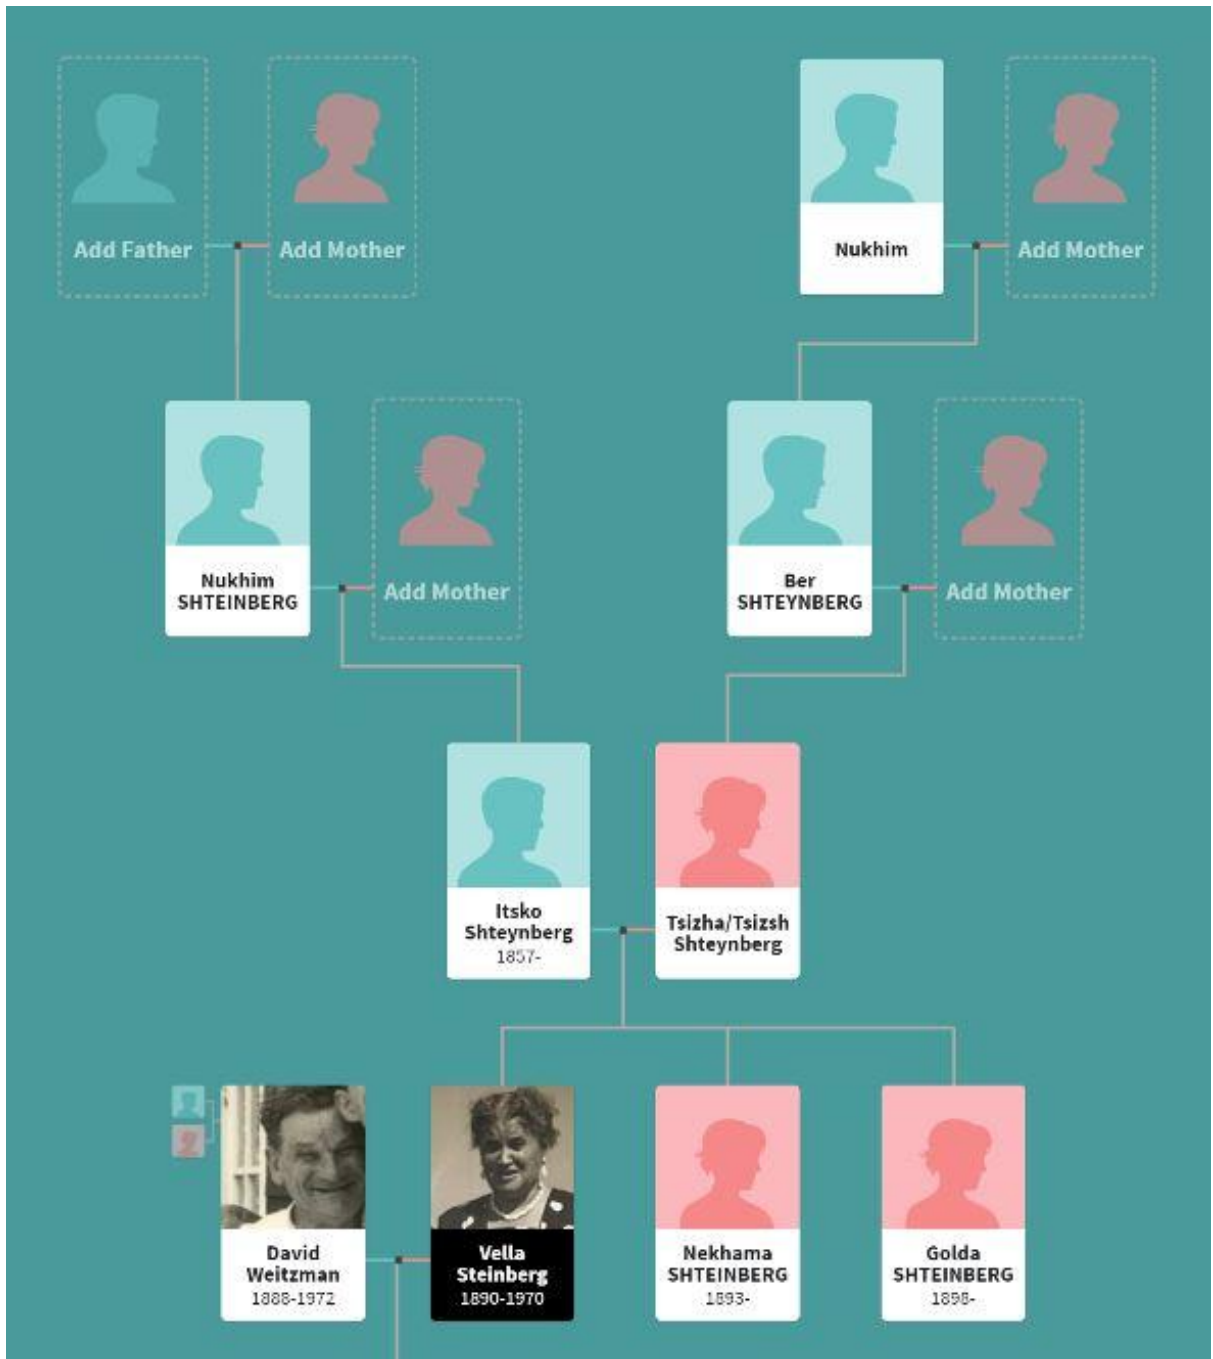 Add Father
Add Mother
Nukhim
Add Mother
Nukhim
SHTEINBERG
Add Mother
Ber
SHTEYNBERG
Add Mother
Itsko
Shteynberg
1857-
Tsizha/Tsizsh
Shteynberg
David
Weitzman
1888-1972
Vella
Steinberg
1890-1970
Nekhama
SHTEINBERG
1893-
Golda
SHTEINBERG
1898-